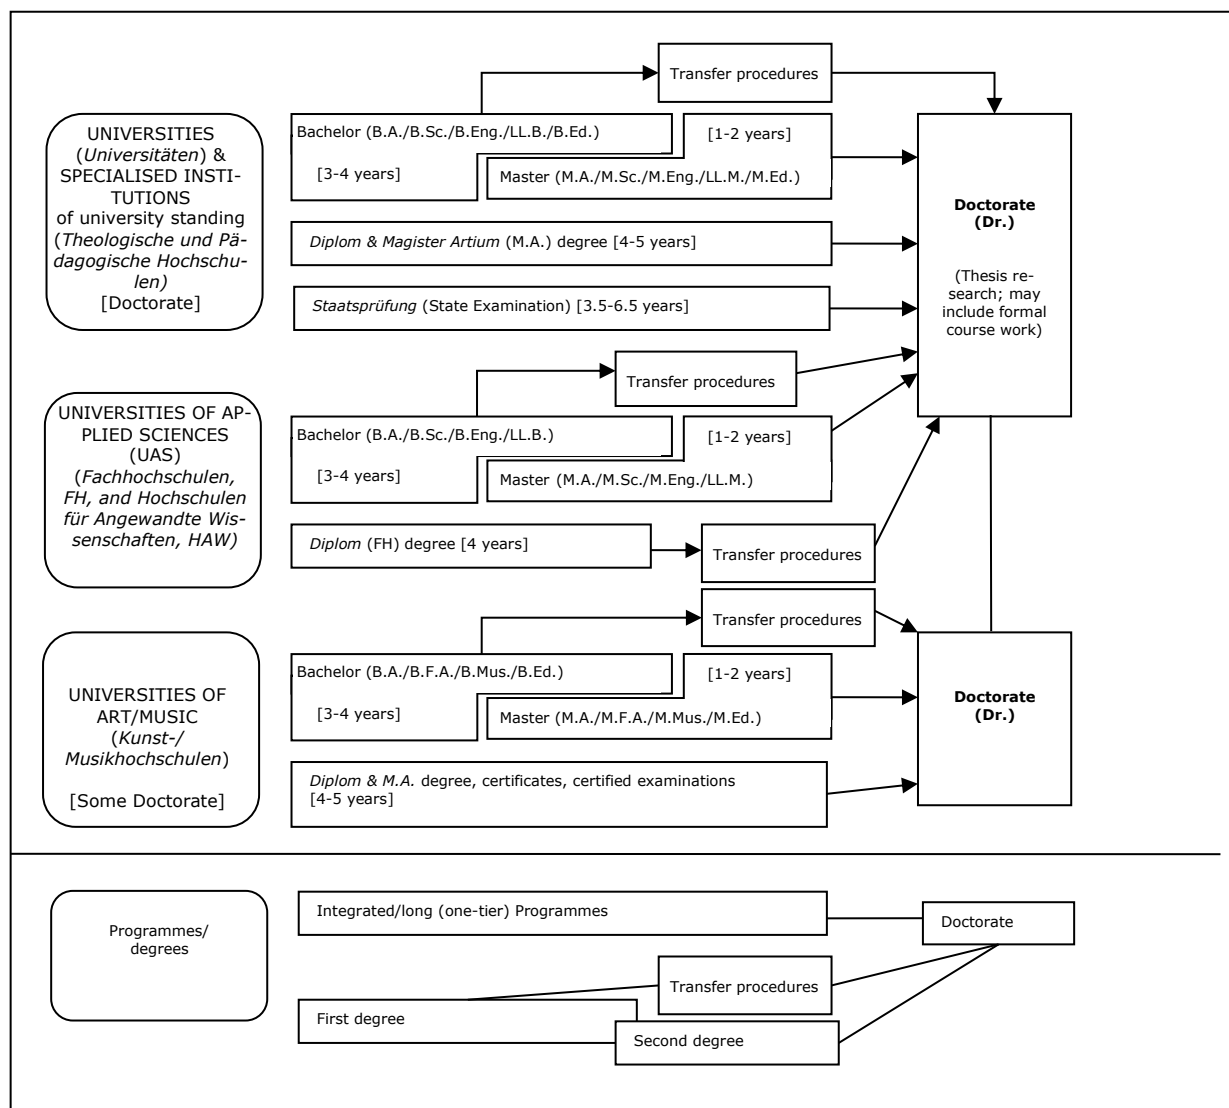 Transfer procedures
UNIVERSITIES
(Universitäten) &
SPECIALISED INSTI-
TUTIONS
of university standing
(Theologische und Pä-
dagogische Hochschu-
len)
[Doctorate]
Bachelor (B.A./B.Sc./B.Eng./LL.B./B.Ed.)
[3-4 years]
[1-2 years]
Master (M.A./M.Sc./M.Eng./LL.M./M.Ed.)
Diplom & Magister Artium (M.A.) degree [4-5 years]
Staatsprüfung (State Examination) [3.5-6.5 years]
Doctorate
(Dr.)
(Thesis re-
search; may
include formal
course work)
Transfer procedures
UNIVERSITIES OF AP-
PLIED SCIENCES
(UAS)
(Fachhochschulen,
FH, and Hochschulen
für Angewandte Wis-
senschaften, HAW)
Bachelor (B.A./B.Sc./B.Eng./LL.B.)
[3-4 years]
[1-2 years]
Master (M.A./M.Sc./M.Eng./LL.M.)
Diplom (FH) degree [4 years]
Transfer procedures
Transfer procedures
UNIVERSITIES OF
ART/MUSIC
(Kunst-/
Musikhochschulen)
[Some Doctorate]
Bachelor (B.A./B.F.A./B.Mus./B.Ed.)
[3-4 years]
[1-2 years]
Master (M.A./M.F.A./M.Mus./M.Ed.)
Diplom & M.A. degree, certificates, certified examinations
[4-5 years]
Doctorate
(Dr.)
Programmes/
degrees
Integrated/long (one-tier) Programmes
Doctorate
Transfer procedures
First degree
Second degree